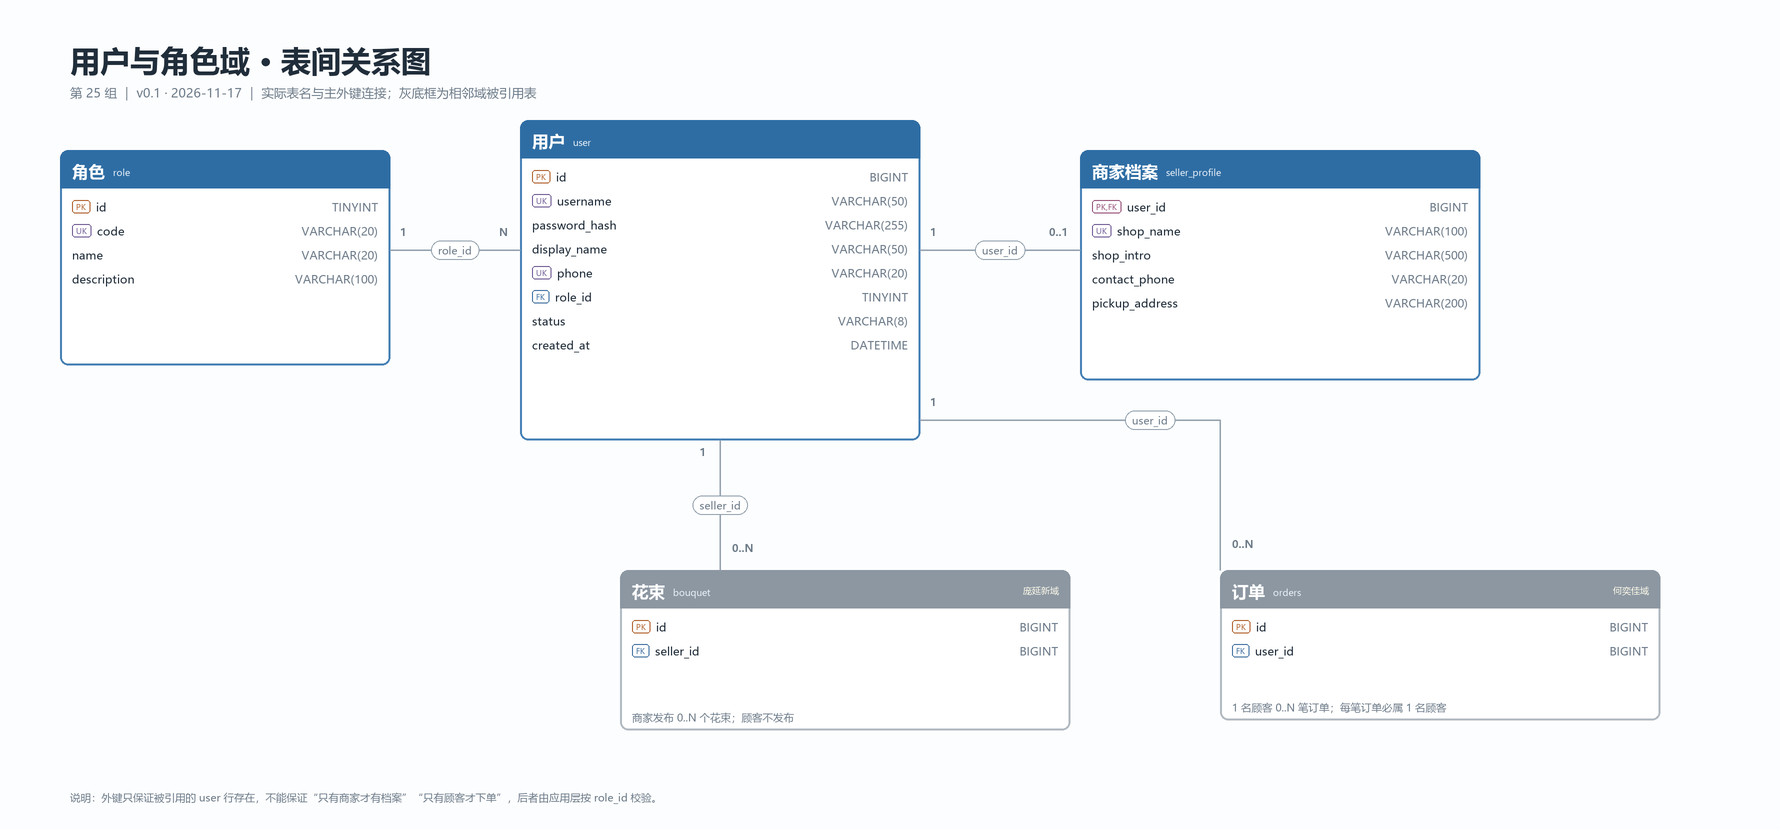 用户与角色域 • 表间关系图
第 25 组 | v0.1 · 2026-11-17 | 实际表名与主外键连接；灰底框为相邻域被引用表
角色 role
PK id TINYINT
UK code VARCHAR(20)
name VARCHAR(20)
description VARCHAR(100)
1 role_id N
用户 user
PK id BIGINT
UK username VARCHAR(50)
password_hash VARCHAR(255)
display_name VARCHAR(50)
UK phone VARCHAR(20)
FK role_id TINYINT
status VARCHAR(8)
created_at DATETIME
1 user_id 0..1
商家档案 seller_profile
PK,FK user_id BIGINT
UK shop_name VARCHAR(100)
shop_intro VARCHAR(500)
contact_phone VARCHAR(20)
pickup_address VARCHAR(200)
1
user_id
0..N
1
seller_id
0..N
花束 bouquet 庞延新域
PK id BIGINT
FK seller_id BIGINT
商家发布 0..N 个花束；顾客不发布
订单 orders 何奕佳域
PK id BIGINT
FK user_id BIGINT
1 名顾客 0..N 笔订单；每笔订单必属 1 名顾客
说明：外键只保证被引用的 user 行存在，不能保证“只有商家才有档案”“只有顾客才下单”，后者由应用层按 role_id 校验。